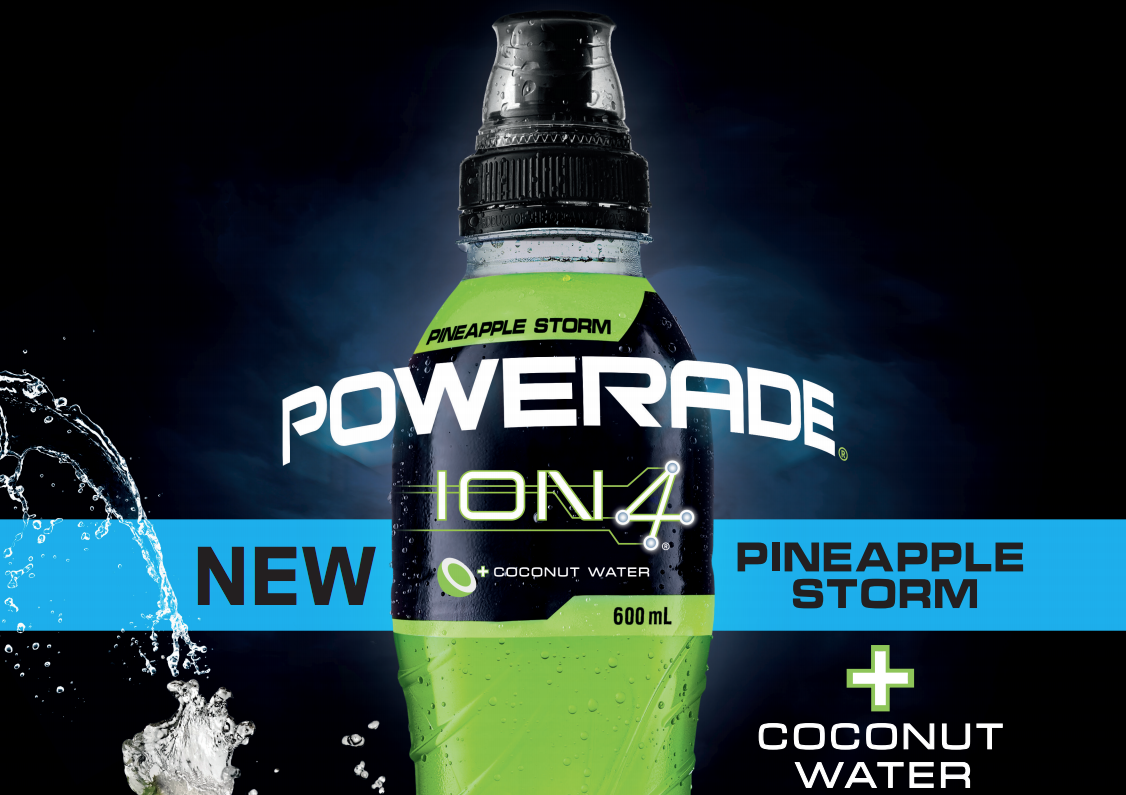 PINEAPPLE STORM
POWERADE®
ION4®
+ COCONUT WATER
600 mL
NEW
PINEAPPLE
STORM
+
COCONUT
WATER